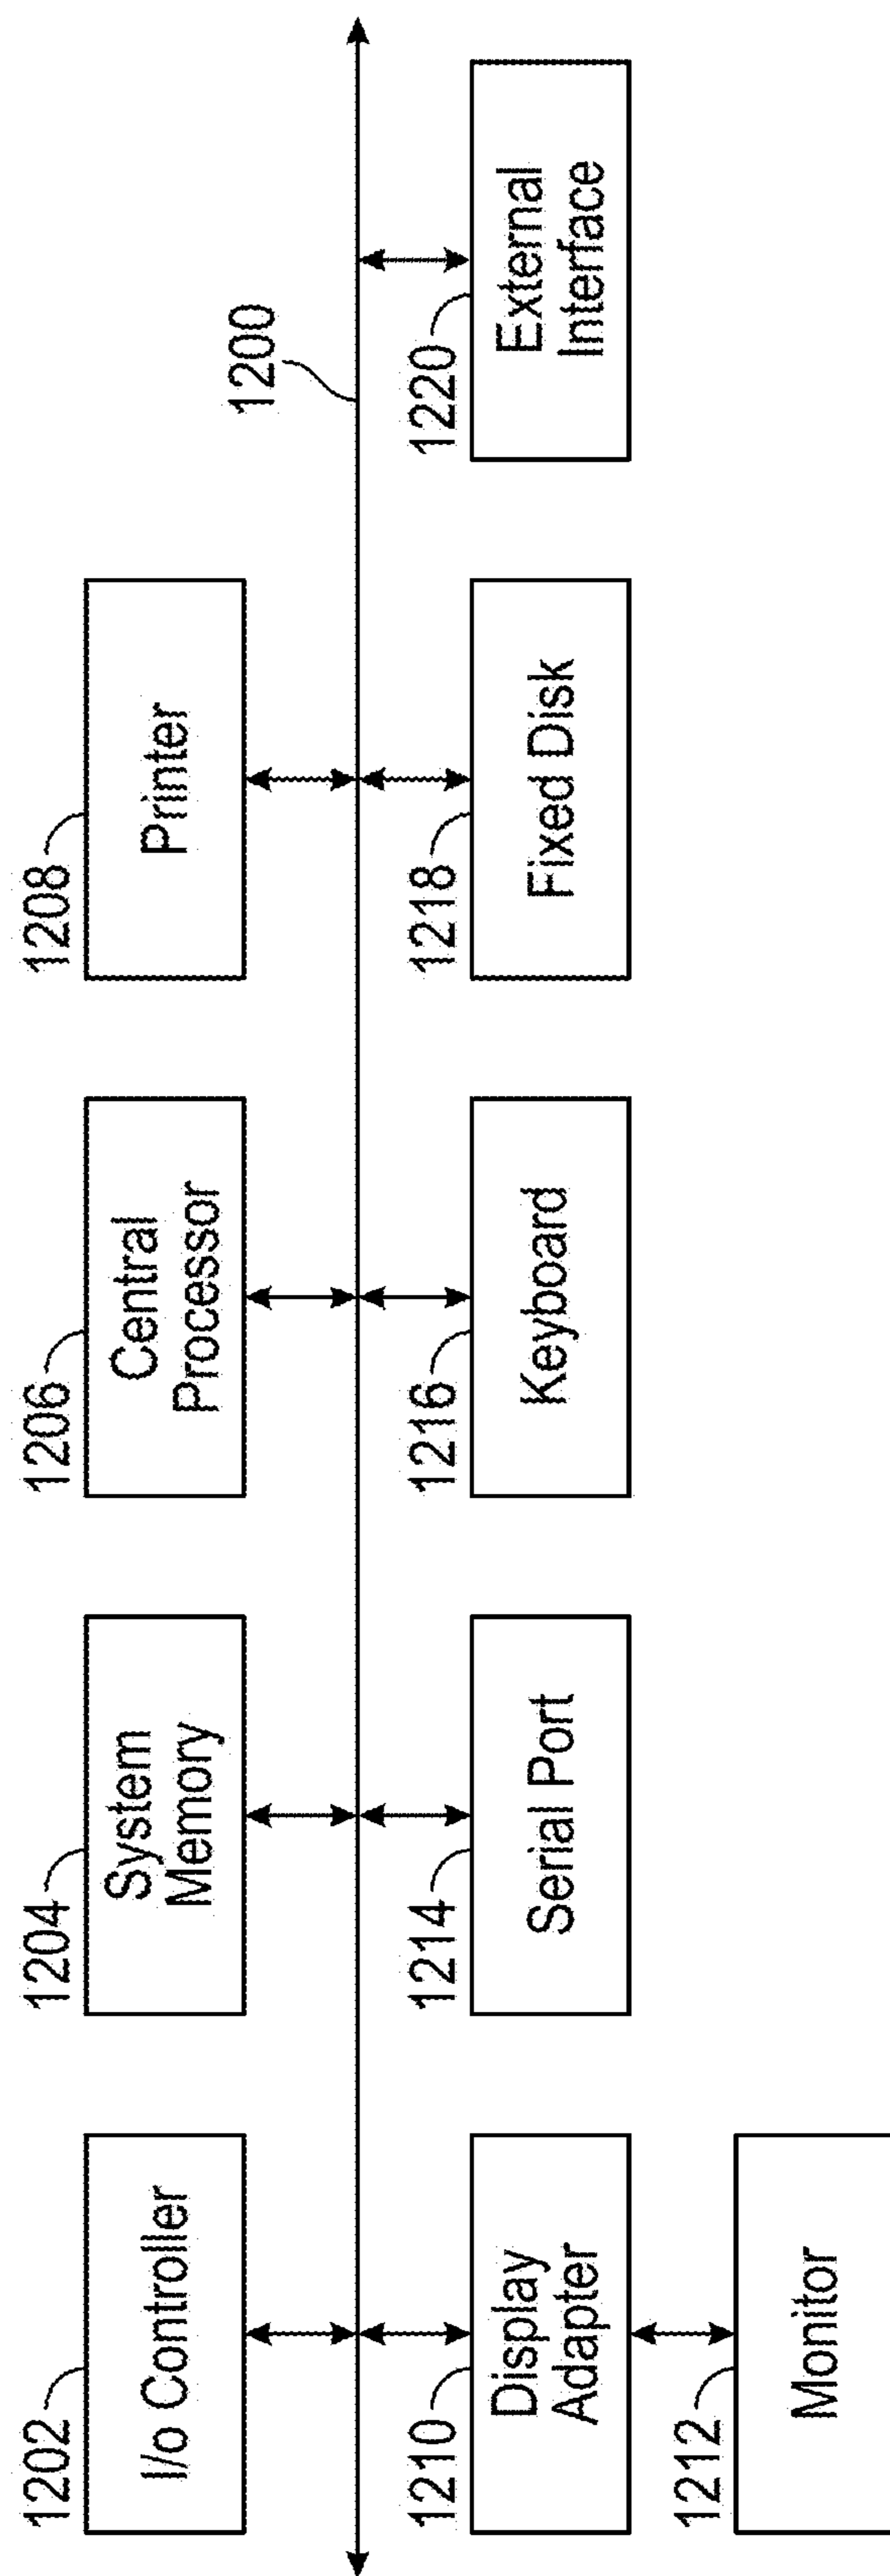 1202
I/o Controller
1204
System
Memory
1206
Central
Processor
1208
Printer
1200
1210
Display
Adapter
1214
Serial Port
1216
Keyboard
1218
Fixed Disk
1220
External
Interface
1212
Monitor